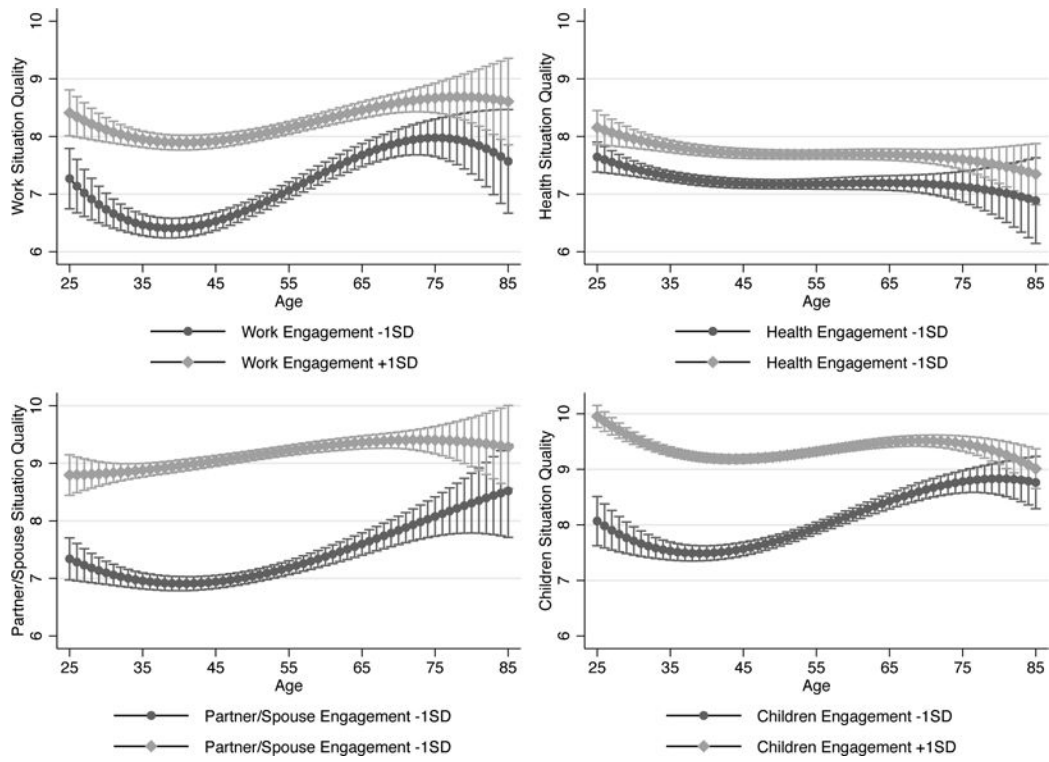 Work Situation Quality
10
9
8
7
6
25 35 45 55 65 75 85
Age
Work Engagement -1SD
Work Engagement +1SD
Health Situation Quality
10
9
8
7
6
25 35 45 55 65 75 85
Age
Health Engagement -1SD
Health Engagement -1SD
Partner/Spouse Situation Quality
10
9
8
7
6
25 35 45 55 65 75 85
Age
Partner/Spouse Engagement -1SD
Partner/Spouse Engagement -1SD
Children Situation Quality
10
9
8
7
6
25 35 45 55 65 75 85
Age
Children Engagement -1SD
Children Engagement +1SD